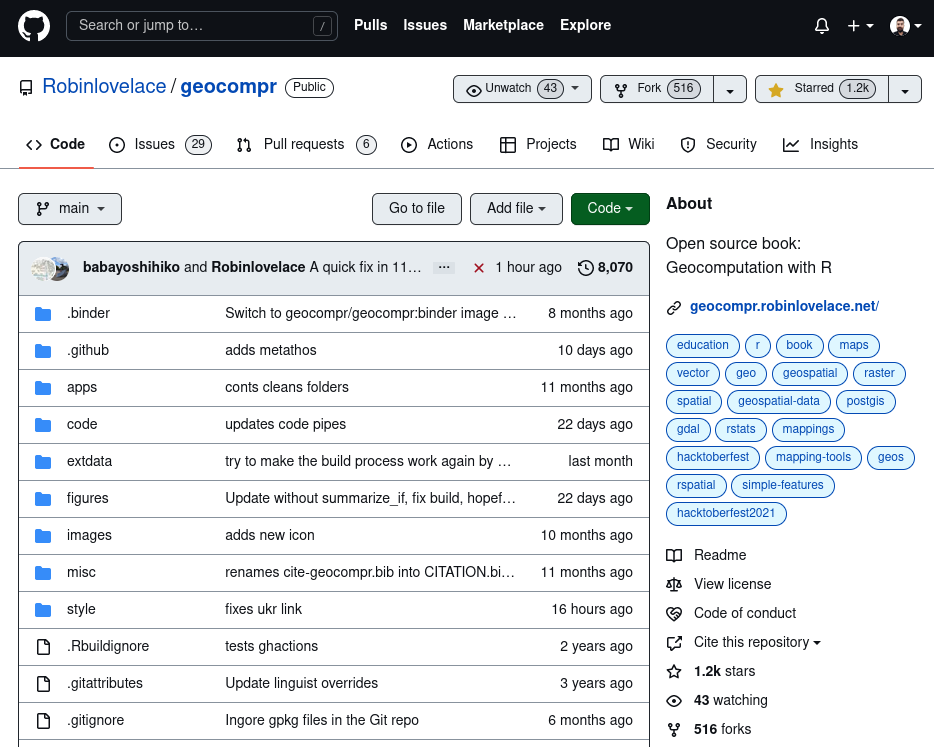 Search or jump to… /
Pulls Issues Marketplace Explore
Robinlovelace / geocompr Public
Unwatch 43 Fork 516 Starred 1.2k
Code Issues 29 Pull requests 6 Actions Projects Wiki Security Insights
main Go to file Add file Code
babayoshihiko and Robinlovelace A quick fix in 11… ... 1 hour ago 8,070
.binder Switch to geocompr/geocompr:binder image … 8 months ago
.github adds metathos 10 days ago
apps conts cleans folders 11 months ago
code updates code pipes 22 days ago
extdata try to make the build process work again by … last month
figures Update without summarize_if, fix build, hopef… 22 days ago
images adds new icon 10 months ago
misc renames cite-geocompr.bib into CITATION.bi… 11 months ago
style fixes ukr link 16 hours ago
.Rbuildignore tests ghactions 2 years ago
.gitattributes Update linguist overrides 3 years ago
.gitignore Ingore gpkg files in the Git repo 6 months ago
About
Open source book:
Geocomputation with R
geocompr.robinlovelace.net/
education r book maps
vector geo geospatial raster
spatial geospatial-data postgis
gdal rstats mappings
hacktoberfest mapping-tools geos
rspatial simple-features
hacktoberfest2021
Readme
View license
Code of conduct
Cite this repository
1.2k stars
43 watching
516 forks